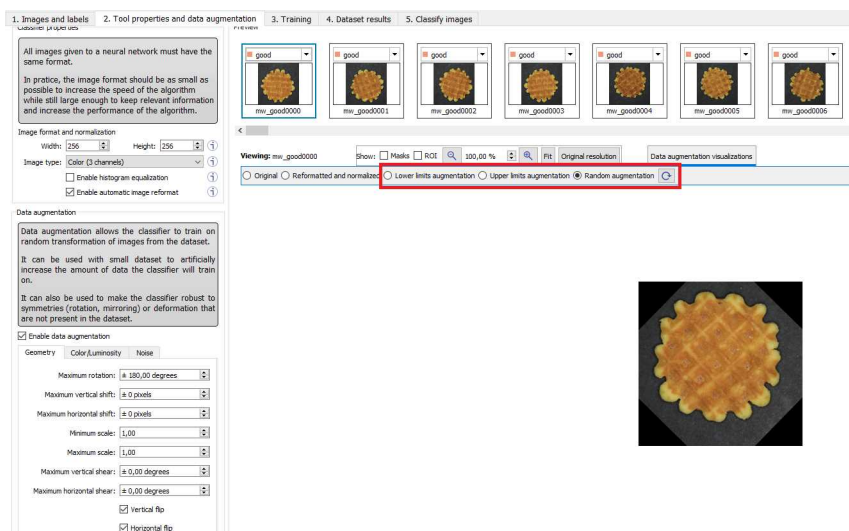 1. Images and labels 2. Tool properties and data augmentation 3. Training 4. Dataset results 5. Classify images
Classifier properties
All images given to a neural network must have the
same format.
In pratice, the image format should be as small as
possible to increase the speed of the algorithm
while still large enough to keep relevant information
and increase the performance of the algorithm.
Image format and normalization
Width: 256 Height: 256
Image type: Color (3 channels)
Enable histogram equalization
Enable automatic image reformat
Data augmentation
Data augmentation allows the classifier to train on
random transformation of images from the dataset.
It can be used with small dataset to artificially
increase the amount of data the classifier will train
on.
It can also be used to make the classifier robust to
symmetries (rotation, mirroring) or deformation that
are not present in the dataset.
Enable data augmentation
Geometry Color/Luminosity Noise
Maximum rotation: ± 180,00 degrees
Maximum vertical shift: ± 0 pixels
Maximum horizontal shift: ± 0 pixels
Minimum scale: 1,00
Maximum scale: 1,00
Maximum vertical shear: ± 0,00 degrees
Maximum horizontal shear: ± 0,00 degrees
Vertical flip
Horizontal flip
Preview
good good good good good good good
mw_good0000 mw_good0001 mw_good0002 mw_good0003 mw_good0004 mw_good0005 mw_good0006
Viewing: mw_good0000 Show: Masks ROI 100,00 % Fit Original resolution Data augmentation visualizations
Original Reformatted and normalized Lower limits augmentation Upper limits augmentation Random augmentation